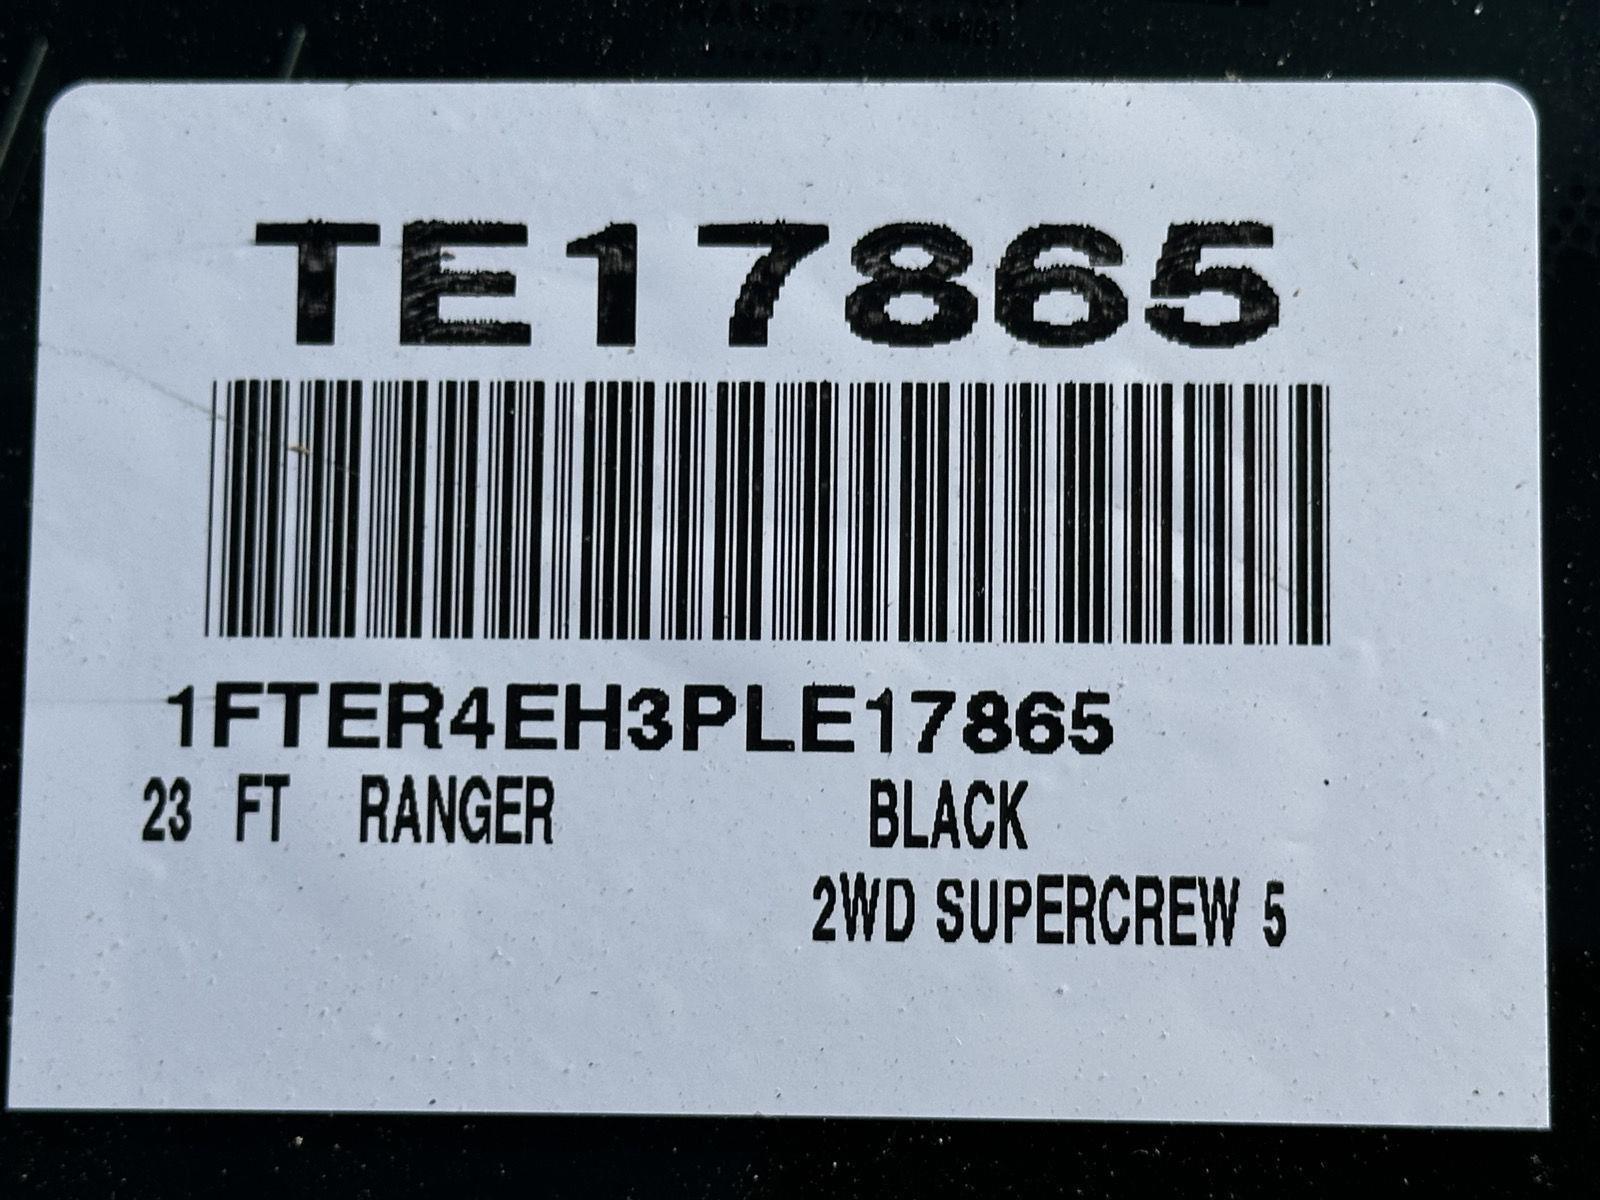 TE17865
1FTER4EH3PLE17865
23 FT RANGER BLACK
2WD SUPERCREW 5